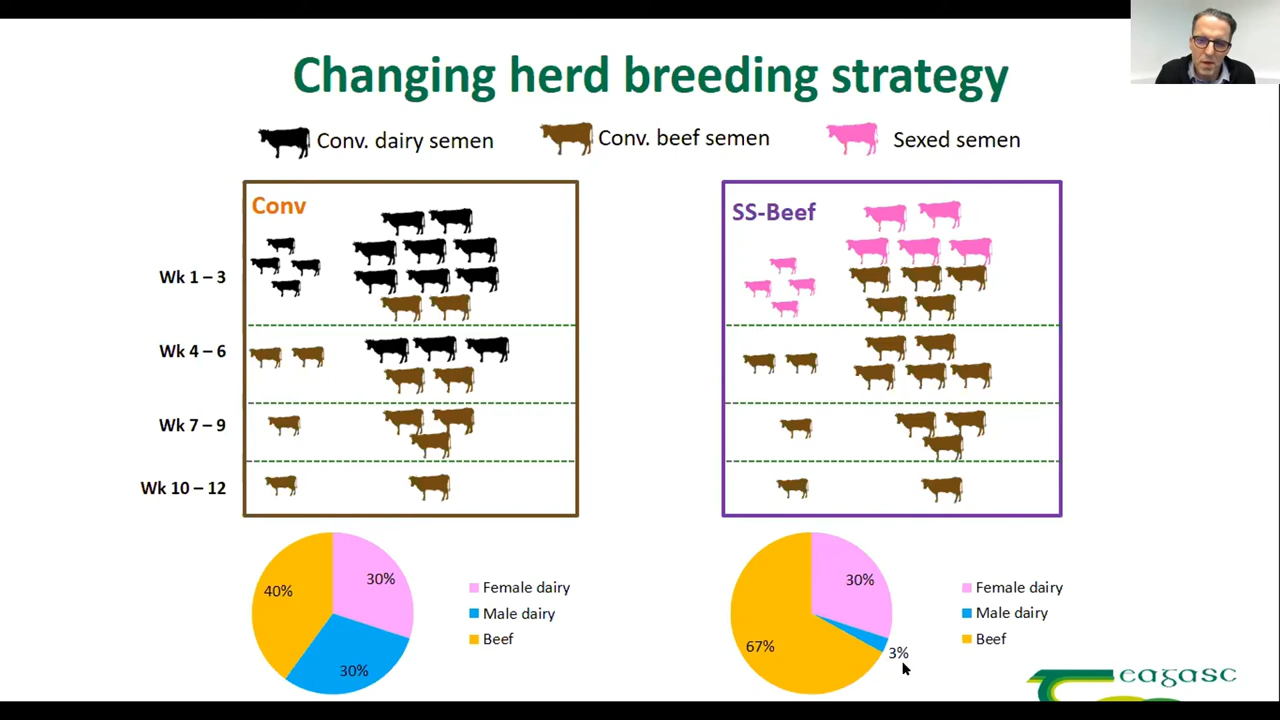 Changing herd breeding strategy
Conv. dairy semen
Conv. beef semen
Sexed semen
Conv
SS-Beef
Wk 1 – 3
Wk 4 – 6
Wk 7 – 9
Wk 10 – 12
40%
30%
30%
Female dairy
Male dairy
Beef
30%
67%
3%
Female dairy
Male dairy
Beef
eagasc